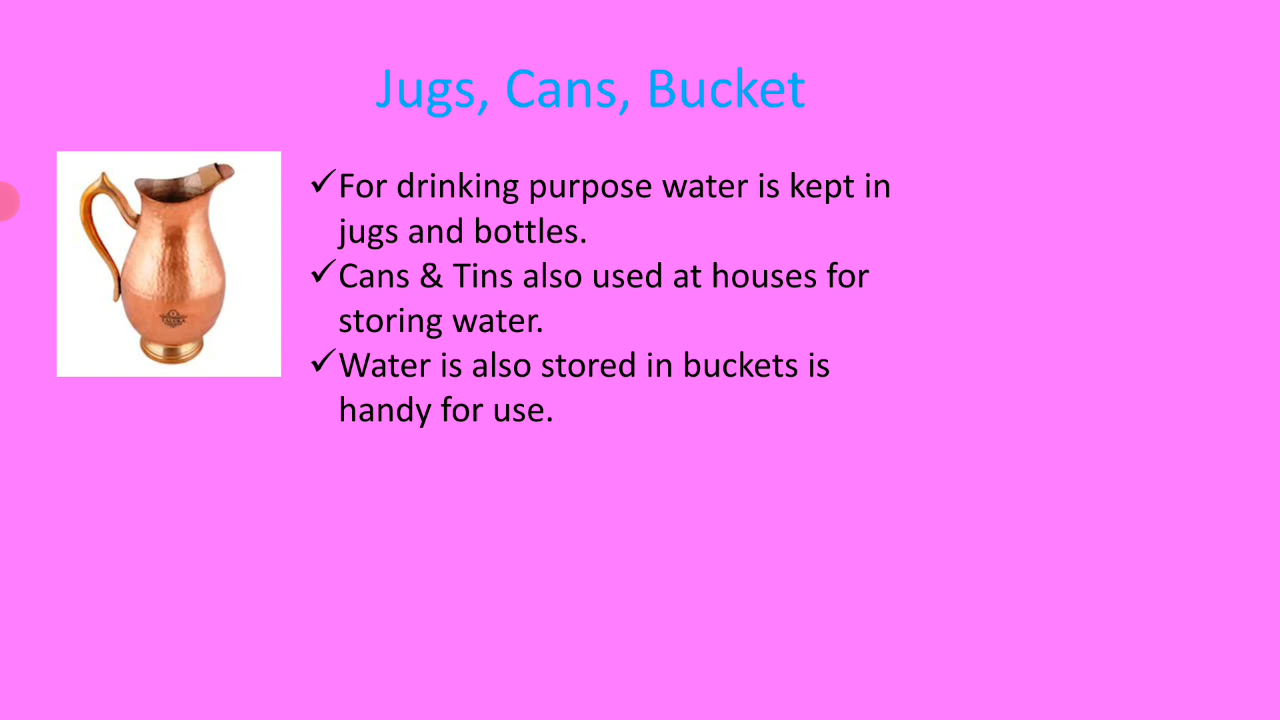 Jugs, Cans, Bucket
✓For drinking purpose water is kept in
jugs and bottles.
✓Cans & Tins also used at houses for
storing water.
✓Water is also stored in buckets is
handy for use.